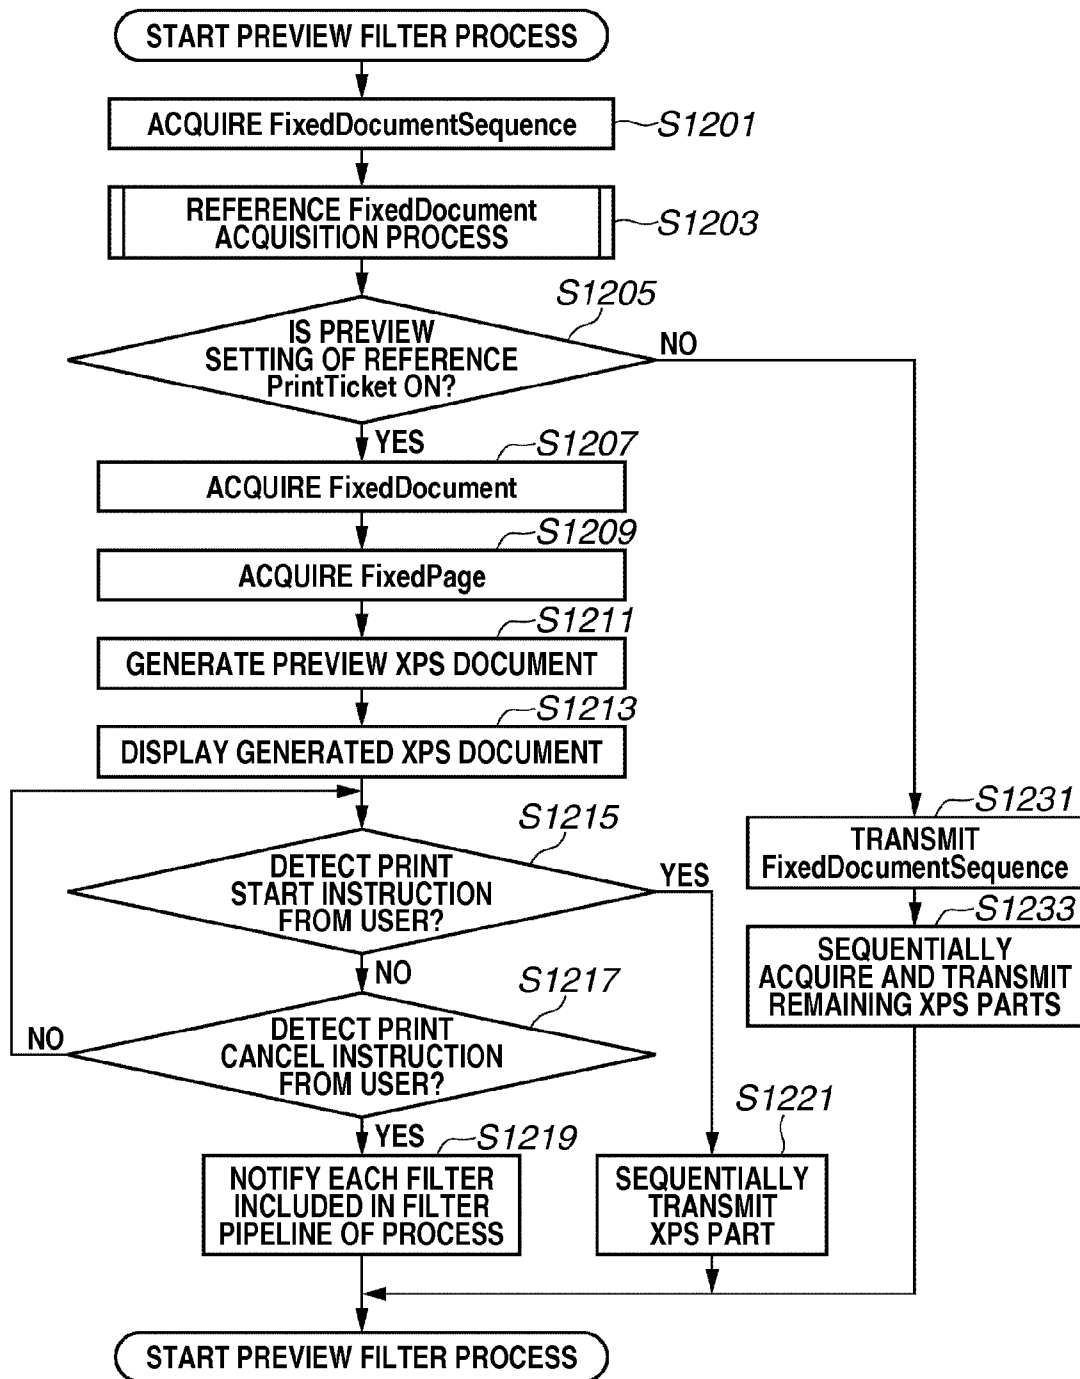 START PREVIEW FILTER PROCESS
ACQUIRE FixedDocumentSequence
S1201
REFERENCE FixedDocument
ACQUISITION PROCESS
S1203
S1205
IS PREVIEW
SETTING OF REFERENCE
PrintTicket ON?
NO
YES
S1207
ACQUIRE FixedDocument
S1209
ACQUIRE FixedPage
S1211
GENERATE PREVIEW XPS DOCUMENT
S1213
DISPLAY GENERATED XPS DOCUMENT
S1215
DETECT PRINT
START INSTRUCTION
FROM USER?
YES
NO
S1231
TRANSMIT
FixedDocumentSequence
S1233
SEQUENTIALLY
ACQUIRE AND TRANSMIT
REMAINING XPS PARTS
S1217
DETECT PRINT
CANCEL INSTRUCTION
FROM USER?
NO
YES
S1219
NOTIFY EACH FILTER
INCLUDED IN FILTER
PIPELINE OF PROCESS
S1221
SEQUENTIALLY
TRANSMIT
XPS PART
START PREVIEW FILTER PROCESS